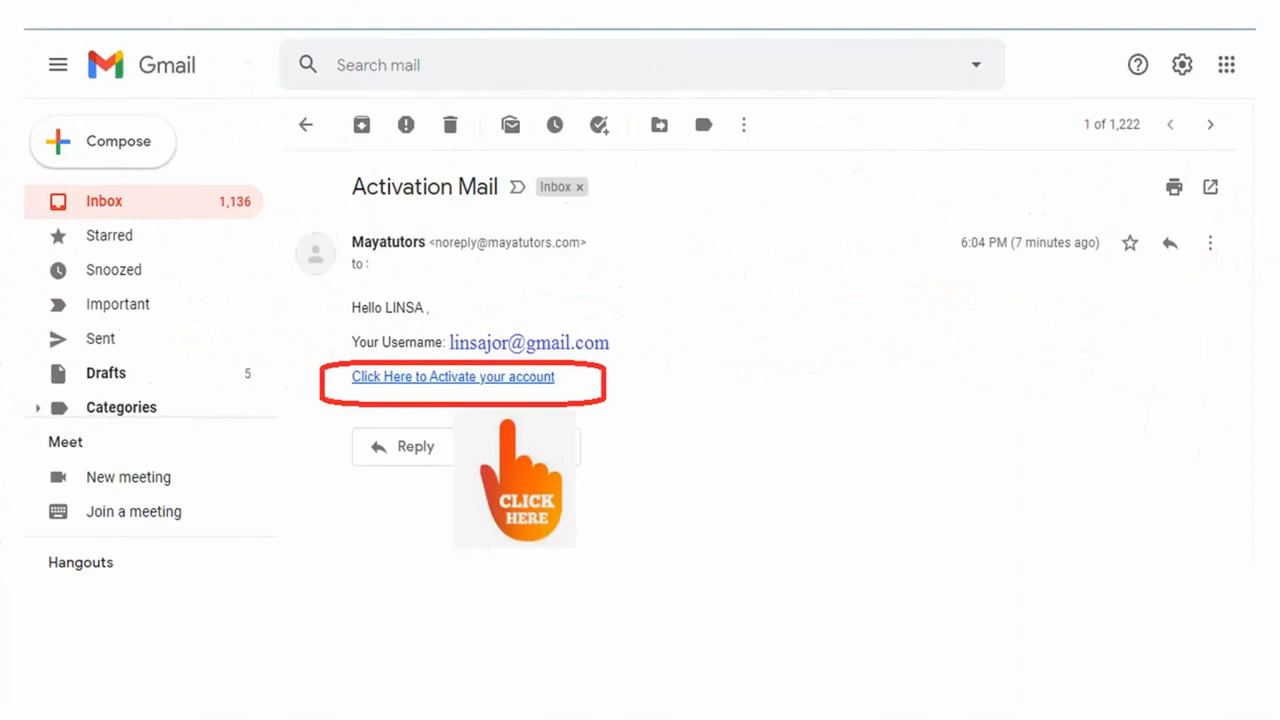 Gmail
Search mail
Compose
1 of 1,222
Inbox 1,136
Starred
Snoozed
Important
Sent
Drafts 5
Categories
Meet
New meeting
Join a meeting
Hangouts
Activation Mail Inbox x
Mayatutors <noreply@mayatutors.com> 6:04 PM (7 minutes ago)
to :
Hello LINSA ,
Your Username: linsajor@gmail.com
Click Here to Activate your account
Reply
CLICK
HERE